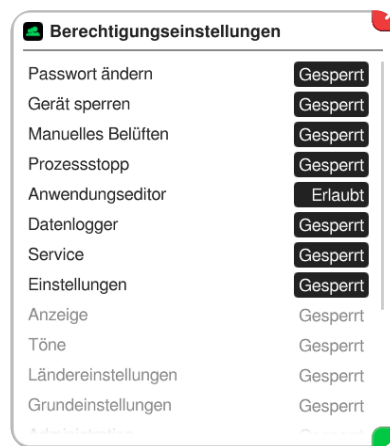 Berechtigungseinstellungen
Passwort ändern Gesperrt
Gerät sperren Gesperrt
Manuelles Belüften Gesperrt
Prozessstopp Gesperrt
Anwendungseditor Erlaubt
Datenlogger Gesperrt
Service Gesperrt
Einstellungen Gesperrt
Anzeige Gesperrt
Töne Gesperrt
Ländereinstellungen Gesperrt
Grundeinstellungen Gesperrt